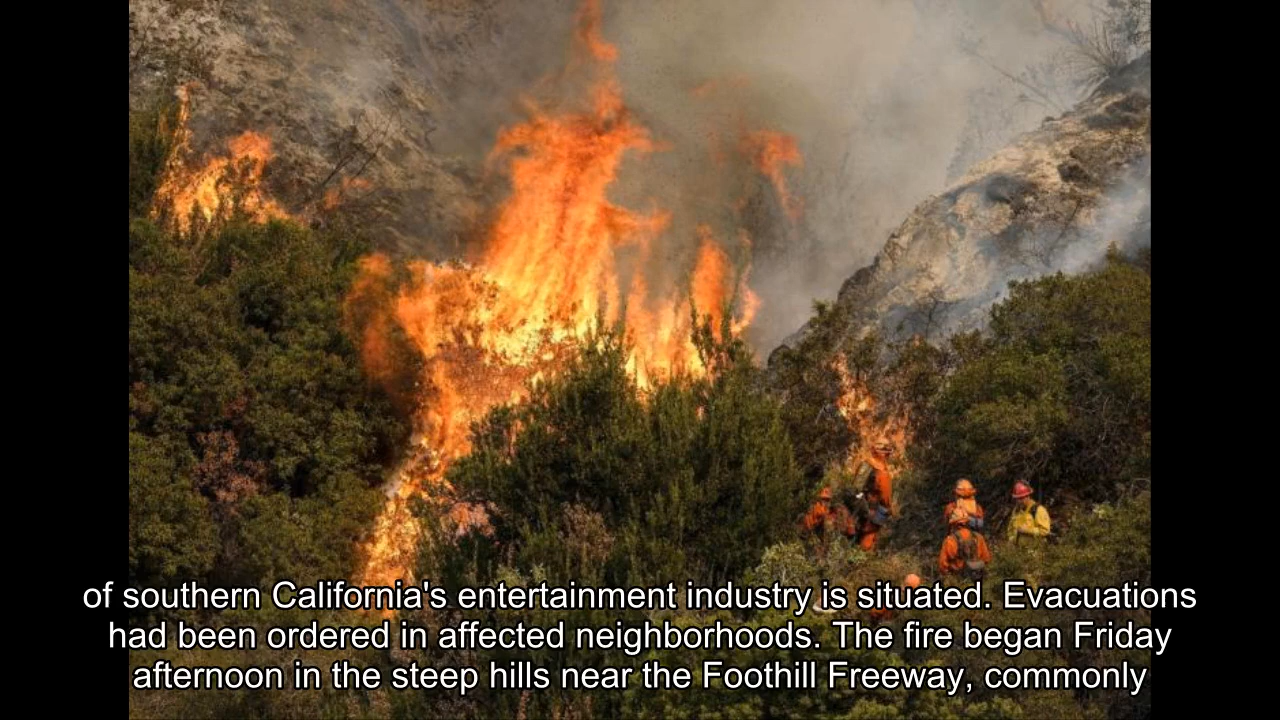 of southern California's entertainment industry is situated. Evacuations
had been ordered in affected neighborhoods. The fire began Friday
afternoon in the steep hills near the Foothill Freeway, commonly